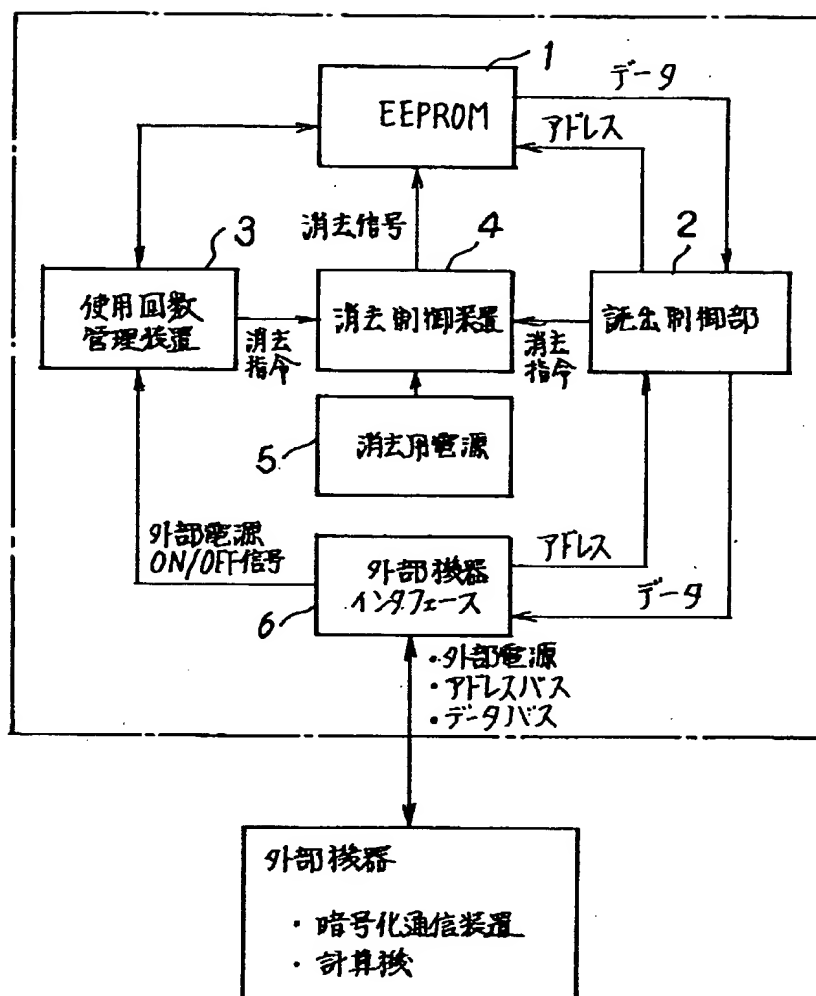 1
EEPROM
データ
アドレス
消去信号
3
使用回数
管理装置
消去
指令
4
消去制御装置
消去
指令
2
読出制御部
5
消去用電源
外部電源
ON/OFF信号
6
外部機器
インタフェース
アドレス
データ
・外部電源
・アドレスバス
・データバス
外部機器
・暗号化通信装置
・計算機